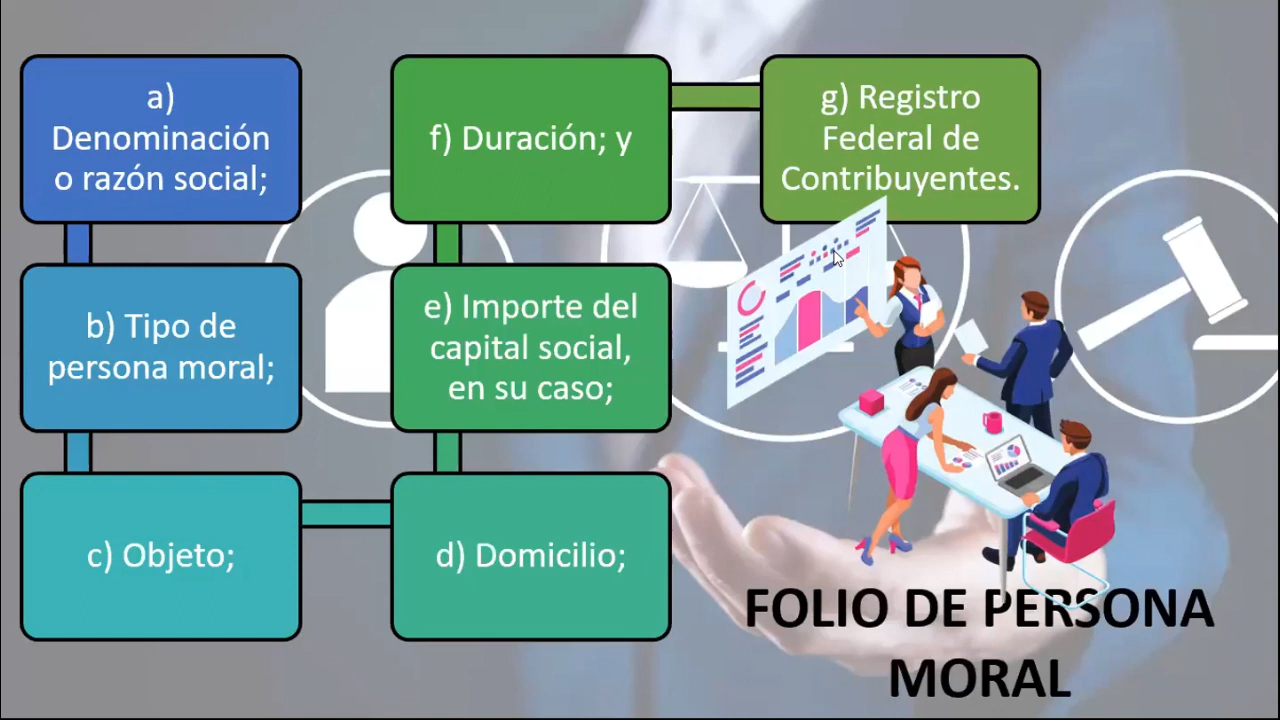 a)
Denominación
o razón social;
b) Tipo de
persona moral;
c) Objeto;
d) Domicilio;
e) Importe del
capital social,
en su caso;
f) Duración; y
g) Registro
Federal de
Contribuyentes.
FOLIO DE PERSONA
MORAL